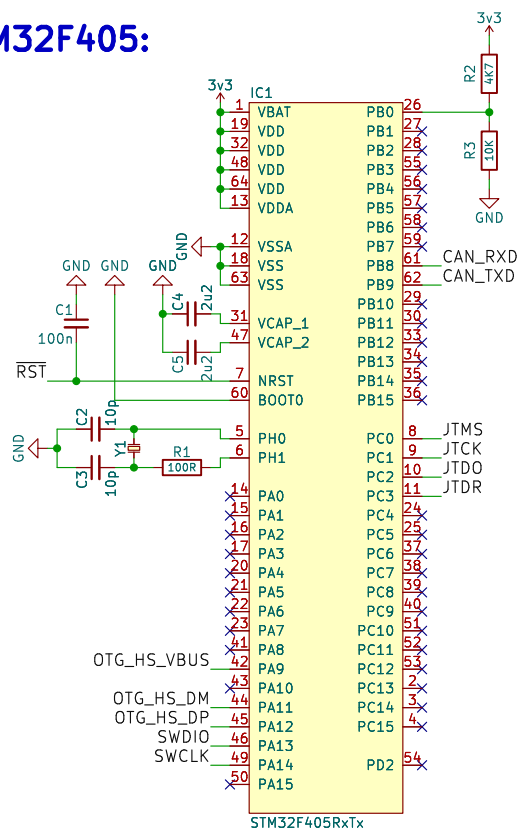 M32F405:
3v3
R2
4K7
R3
10K
GND
3v3
IC1
1 VBAT
19 VDD
32 VDD
48 VDD
64 VDD
13 VDDA
GND
12 VSSA
18 VSS
63 VSS
GND
GND
GND
C1
100n
C4
2u2
31 VCAP_1
47 VCAP_2
C5
2u2
RST
7 NRST
60 BOOT0
C2
10p
GND
Y1
5 PH0
R1
100R
6 PH1
C3
10p
14 PA0
15 PA1
16 PA2
17 PA3
20 PA4
21 PA5
22 PA6
23 PA7
41 PA8
OTG_HS_VBUS 42 PA9
43 PA10
OTG_HS_DM 44 PA11
OTG_HS_DP 45 PA12
SWDIO 46 PA13
SWCLK 49 PA14
50 PA15
PB0 26
PB1 27
PB2 28
PB3 55
PB4 56
PB5 57
PB6 58
PB7 59
PB8 61 CAN_RXD
PB9 62 CAN_TXD
PB10 29
PB11 30
PB12 33
PB13 34
PB14 35
PB15 36
PC0 8 JTMS
PC1 9 JTCK
PC2 10 JTDO
PC3 11 JTDR
PC4 24
PC5 25
PC6 37
PC7 38
PC8 39
PC9 40
PC10 51
PC11 52
PC12 53
PC13 2
PC14 3
PC15 4
PD2 54
STM32F405RxTx